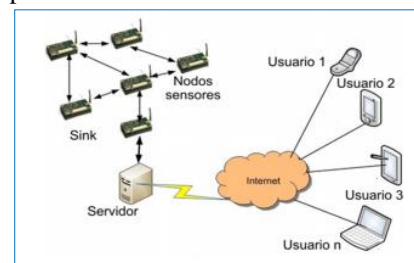 Nodos
sensores
Sink
Servidor
Internet
Usuario 1
Usuario 2
Usuario 3
Usuario n